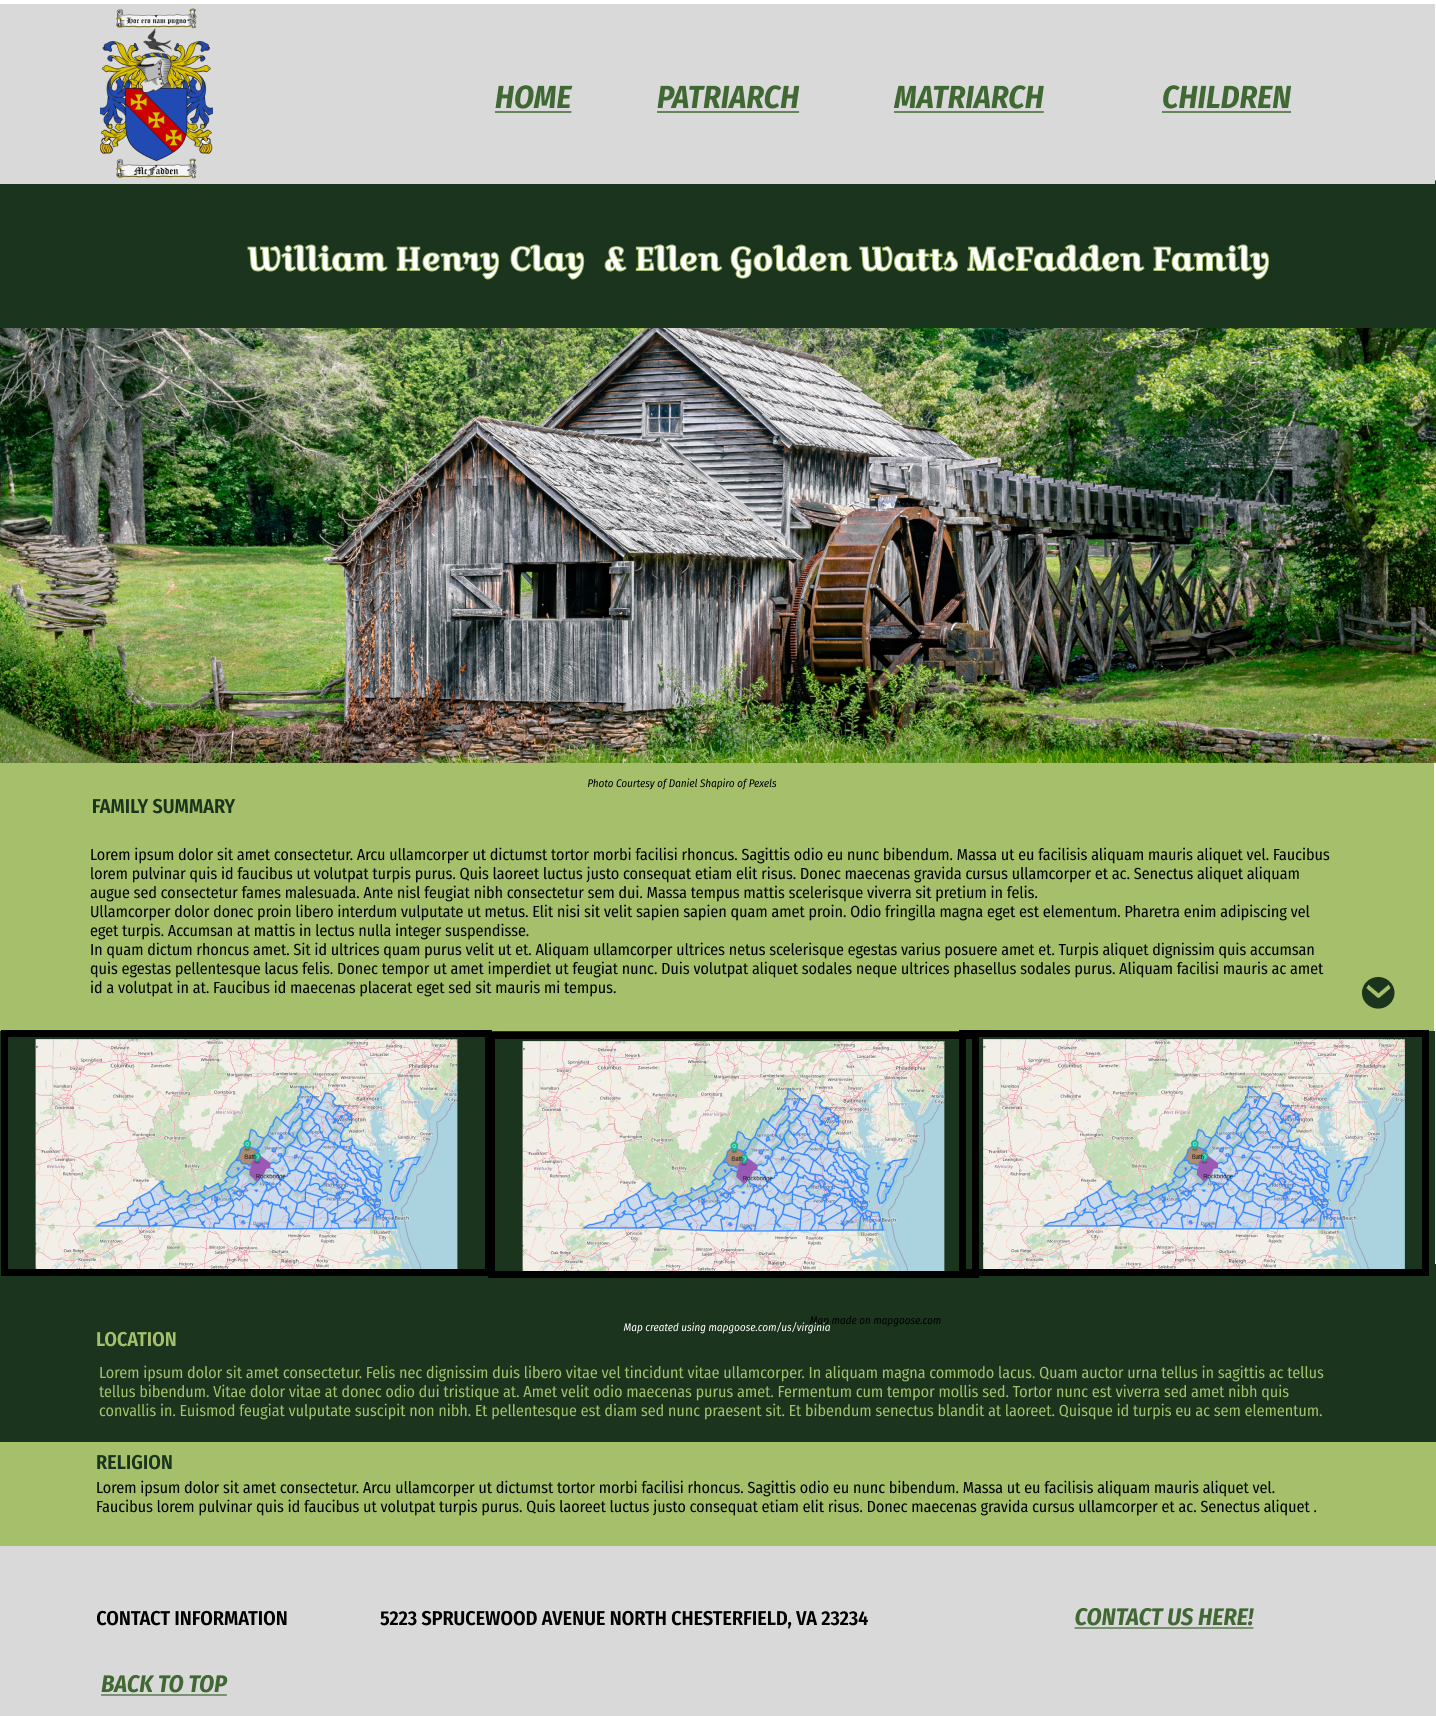 Hoc ero nam pugno
McFadden
HOME PATRIARCH MATRIARCH CHILDREN
William Henry Clay & Ellen Golden Watts McFadden Family
Photo Courtesy of Daniel Shapiro of Pexels
FAMILY SUMMARY
Lorem ipsum dolor sit amet consectetur. Arcu ullamcorper ut dictumst tortor morbi facilisi rhoncus. Sagittis odio eu nunc bibendum. Massa ut eu facilisis aliquam mauris aliquet vel. Faucibus
lorem pulvinar quis id faucibus ut volutpat turpis purus. Quis laoreet luctus justo consequat etiam elit risus. Donec maecenas gravida cursus ullamcorper et ac. Senectus aliquet aliquam
augue sed consectetur fames malesuada. Ante nisl feugiat nibh consectetur sem dui. Massa tempus mattis scelerisque viverra sit pretium in felis.
Ullamcorper dolor donec proin libero interdum vulputate ut metus. Elit nisi sit velit sapien sapien quam amet proin. Odio fringilla magna eget est elementum. Pharetra enim adipiscing vel
eget turpis. Accumsan at mattis in lectus nulla integer suspendisse.
In quam dictum rhoncus amet. Sit id ultrices quam purus velit ut et. Aliquam ullamcorper ultrices netus scelerisque egestas varius posuere amet et. Turpis aliquet dignissim quis accumsan
quis egestas pellentesque lacus felis. Donec tempor ut amet imperdiet ut feugiat nunc. Duis volutpat aliquet sodales neque ultrices phasellus sodales purus. Aliquam facilisi mauris ac amet
id a volutpat in at. Faucibus id maecenas placerat eget sed sit mauris mi tempus.
Columbus Philadelphia
Baltimore
Bath
Rockbridge
Raleigh
Columbus Philadelphia
Baltimore
Bath
Rockbridge
Raleigh
Columbus Philadelphia
Baltimore
Bath
Rockbridge
Raleigh
Map made on mapgoose.com
Map created using mapgoose.com/us/virginia
LOCATION
Lorem ipsum dolor sit amet consectetur. Felis nec dignissim duis libero vitae vel tincidunt vitae ullamcorper. In aliquam magna commodo lacus. Quam auctor urna tellus in sagittis ac tellus
tellus bibendum. Vitae dolor vitae at donec odio dui tristique at. Amet velit odio maecenas purus amet. Fermentum cum tempor mollis sed. Tortor nunc est viverra sed amet nibh quis
convallis in. Euismod feugiat vulputate suscipit non nibh. Et pellentesque est diam sed nunc praesent sit. Et bibendum senectus blandit at laoreet. Quisque id turpis eu ac sem elementum.
RELIGION
Lorem ipsum dolor sit amet consectetur. Arcu ullamcorper ut dictumst tortor morbi facilisi rhoncus. Sagittis odio eu nunc bibendum. Massa ut eu facilisis aliquam mauris aliquet vel.
Faucibus lorem pulvinar quis id faucibus ut volutpat turpis purus. Quis laoreet luctus justo consequat etiam elit risus. Donec maecenas gravida cursus ullamcorper et ac. Senectus aliquet .
CONTACT INFORMATION 5223 SPRUCEWOOD AVENUE NORTH CHESTERFIELD, VA 23234 CONTACT US HERE!
BACK TO TOP